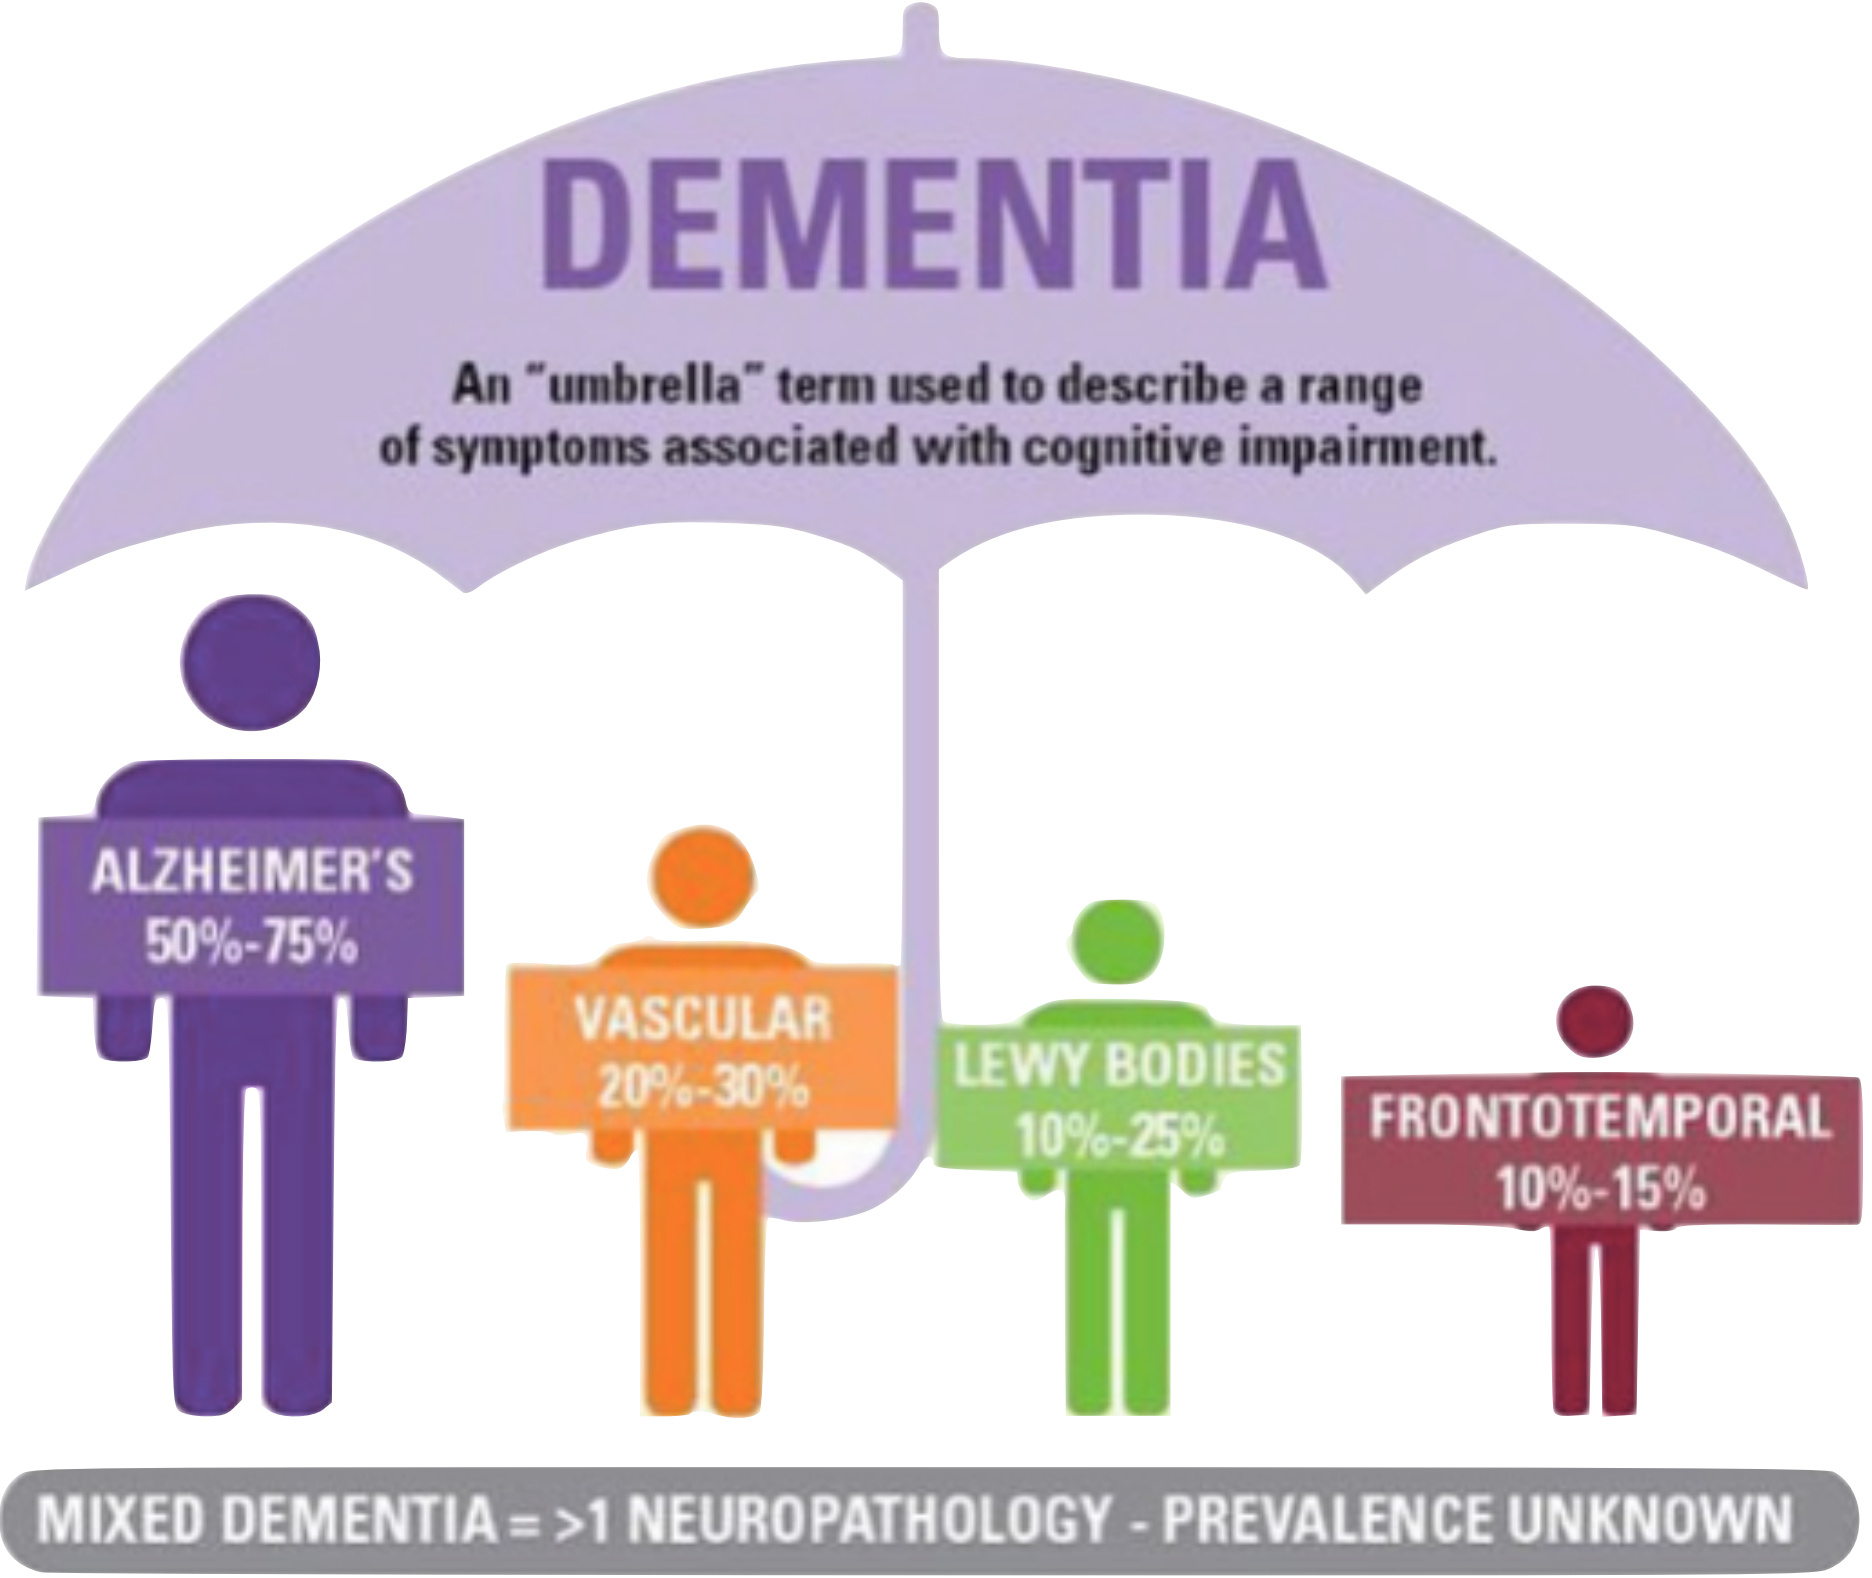 DEMENTIA
An “umbrella” term used to describe a range
of symptoms associated with cognitive impairment.
ALZHEIMER’S
50%-75%
VASCULAR
20%-30%
LEWY BODIES
10%-25%
FRONTOTEMPORAL
10%-15%
MIXED DEMENTIA = >1 NEUROPATHOLOGY - PREVALENCE UNKNOWN